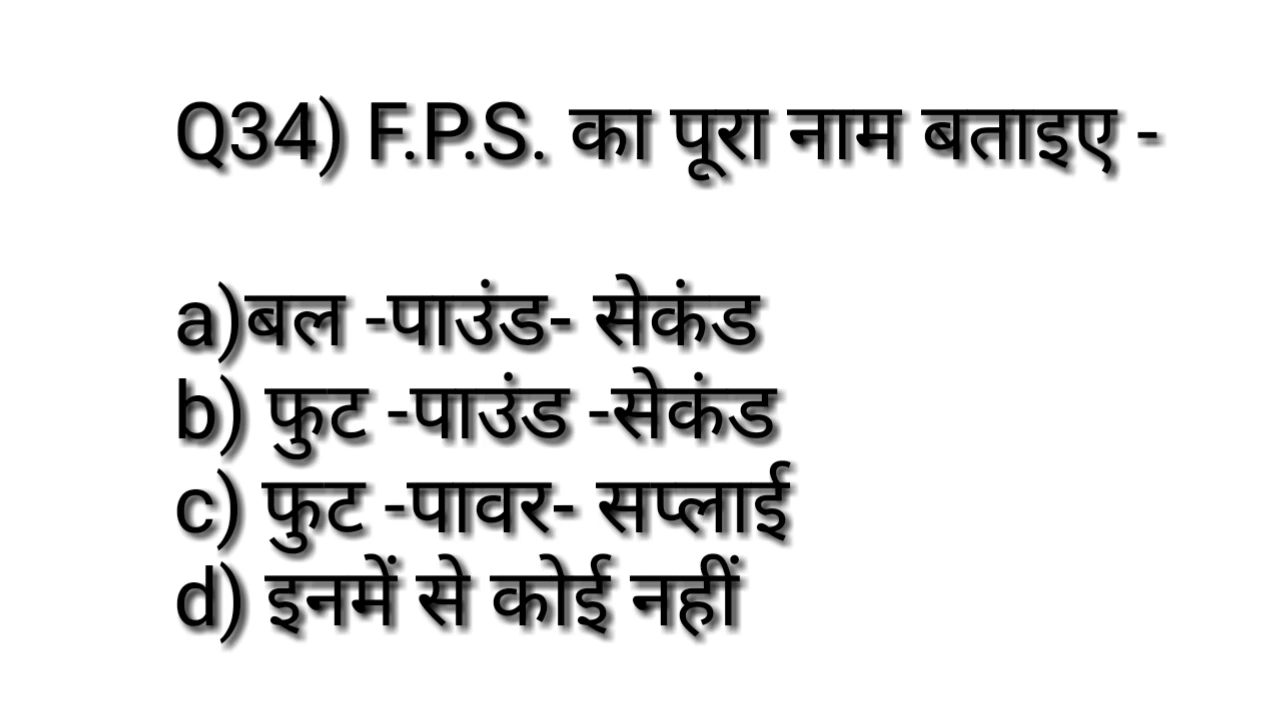 Q34) F.P.S. का पूरा नाम बताइए -
a)बल -पाउंड- सेकंड
b) फुट -पाउंड -सेकंड
c) फुट -पावर- सप्लाई
d) इनमें से कोई नहीं